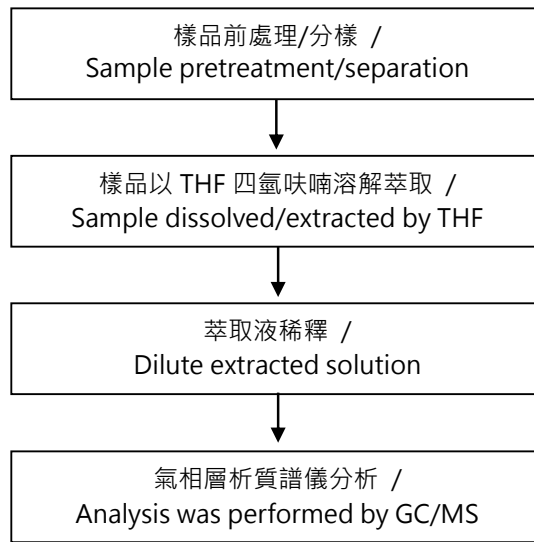 樣品前處理/分樣 /
Sample pretreatment/separation
樣品以 THF 四氫呋喃溶解萃取 /
Sample dissolved/extracted by THF
萃取液稀釋 /
Dilute extracted solution
氣相層析質譜儀分析 /
Analysis was performed by GC/MS